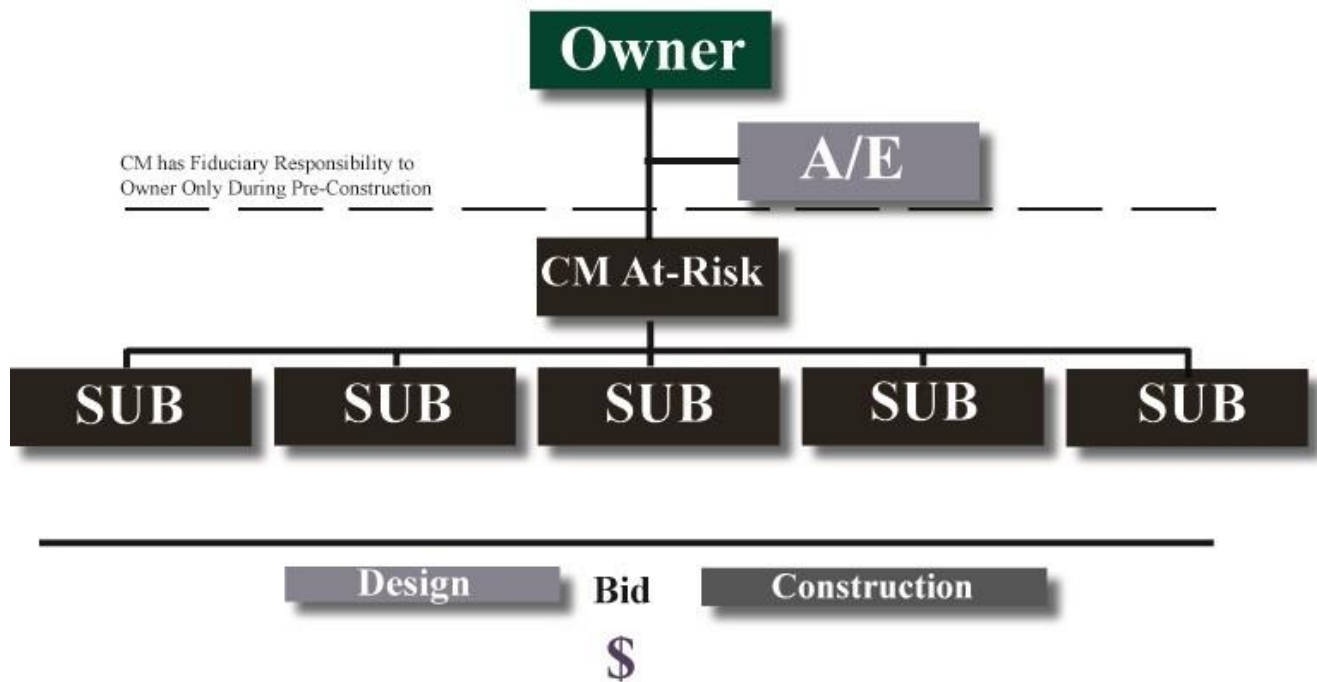 Owner
A/E
CM has Fiduciary Responsibility to
Owner Only During Pre-Construction
CM At-Risk
SUB SUB SUB SUB SUB
Design Bid Construction
$